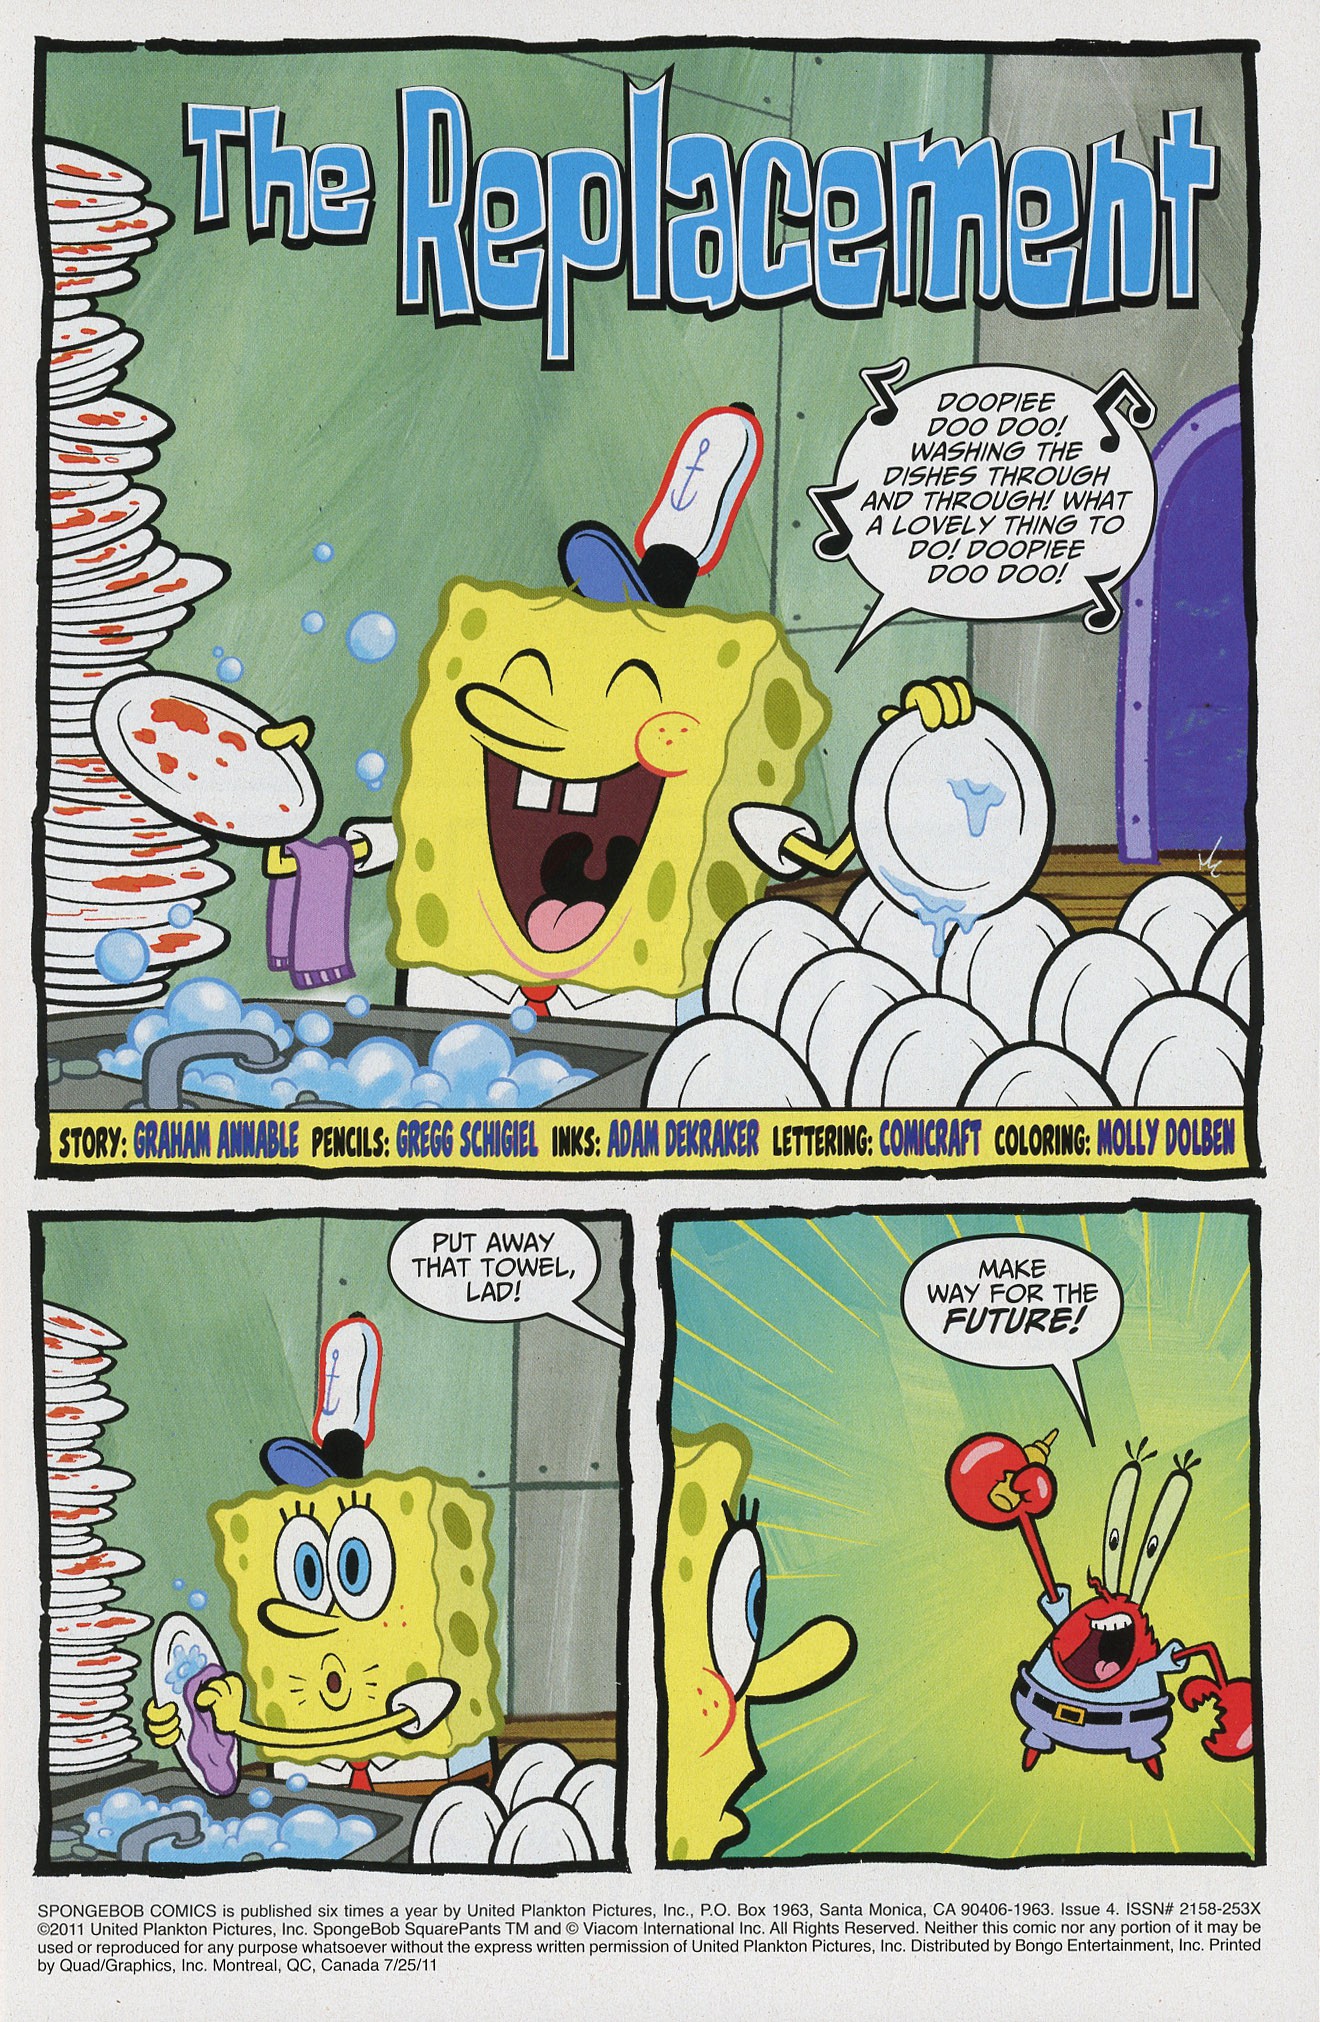 The Replacement
DOOPIEE
DOO DOO!
WASHING THE
DISHES THROUGH
AND THROUGH! WHAT
A LOVELY THING TO
DO! DOOPIEE
DOO DOO!
STORY: GRAHAM ANNABLE PENCILS: GREGG SCHIGIEL INKS: ADAM DEKRAKER LETTERING: COMICRAFT COLORING: MOLLY DOLBEN
PUT AWAY
THAT TOWEL,
LAD!
MAKE
WAY FOR THE
FUTURE!
SPONGEBOB COMICS is published six times a year by United Plankton Pictures, Inc., P.O. Box 1963, Santa Monica, CA 90406-1963. Issue 4. ISSN# 2158-253X
©2011 United Plankton Pictures, Inc. SpongeBob SquarePants TM and © Viacom International Inc. All Rights Reserved. Neither this comic nor any portion of it may be
used or reproduced for any purpose whatsoever without the express written permission of United Plankton Pictures, Inc. Distributed by Bongo Entertainment, Inc. Printed
by Quad/Graphics, Inc. Montreal, QC, Canada 7/25/11